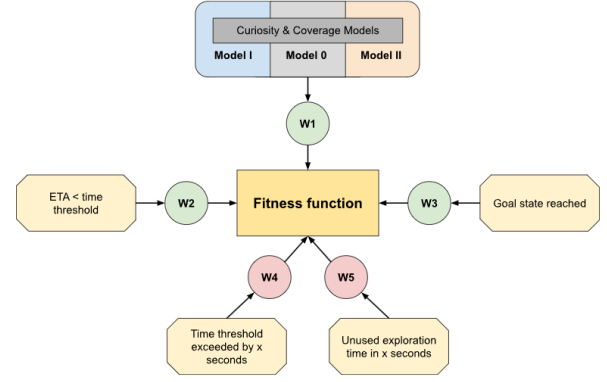 Curiosity & Coverage Models
Model I
Model 0
Model II
W1
ETA < time
threshold
W2
Fitness function
W3
Goal state reached
W4
W5
Time threshold
exceeded by x
seconds
Unused exploration
time in x seconds